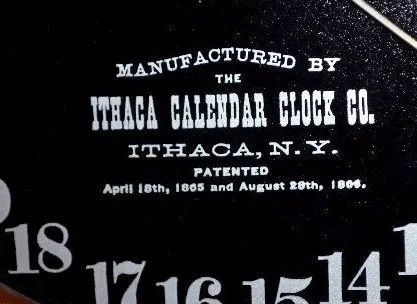 MANUFACTURED BY
THE
ITHACA CALENDAR CLOCK CO.
ITHACA, N.Y.
PATENTED
April 18th, 1865 and August 28th, 1866.
18
17 16 15 14